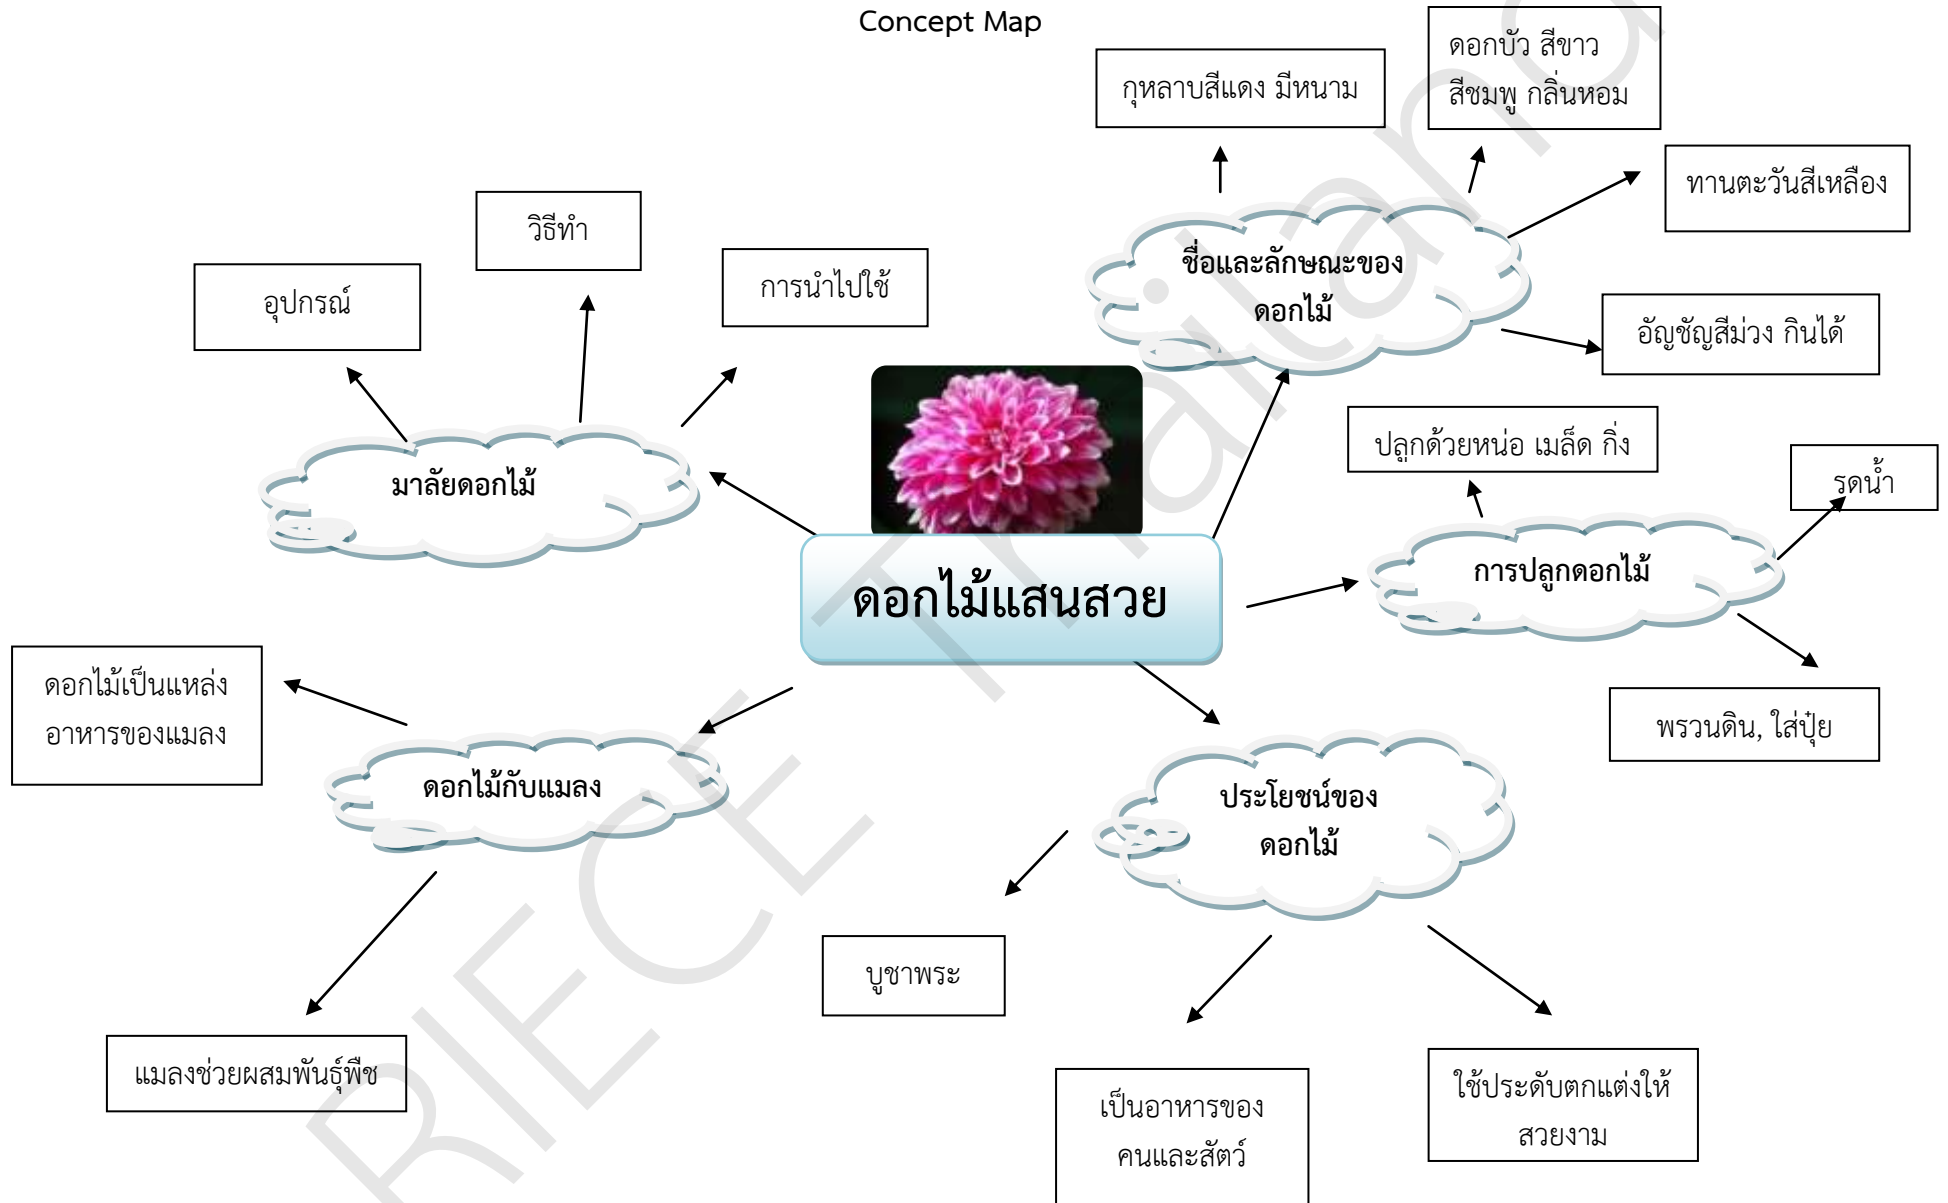 Concept Map
กุหลาบสีแดง มีหนาม
ดอกบัว สีขาว
สีชมพู กลิ่นหอม
ทานตะวันสีเหลือง
วิธีทำ
อุปกรณ์
การนำไปใช้
ชื่อและลักษณะของ
ดอกไม้
อัญชัญสีม่วง กินได้
ปลูกด้วยหน่อ เมล็ด กิ่ง
รดน้ำ
มาลัยดอกไม้
การปลูกดอกไม้
ดอกไม้แสนสวย
ดอกไม้เป็นแหล่ง
อาหารของแมลง
พรวนดิน, ใส่ปุ๋ย
ดอกไม้กับแมลง
ประโยชน์ของ
ดอกไม้
บูชาพระ
แมลงช่วยผสมพันธุ์พืช
เป็นอาหารของ
คนและสัตว์
ใช้ประดับตกแต่งให้
สวยงาม
RIECE Thailand